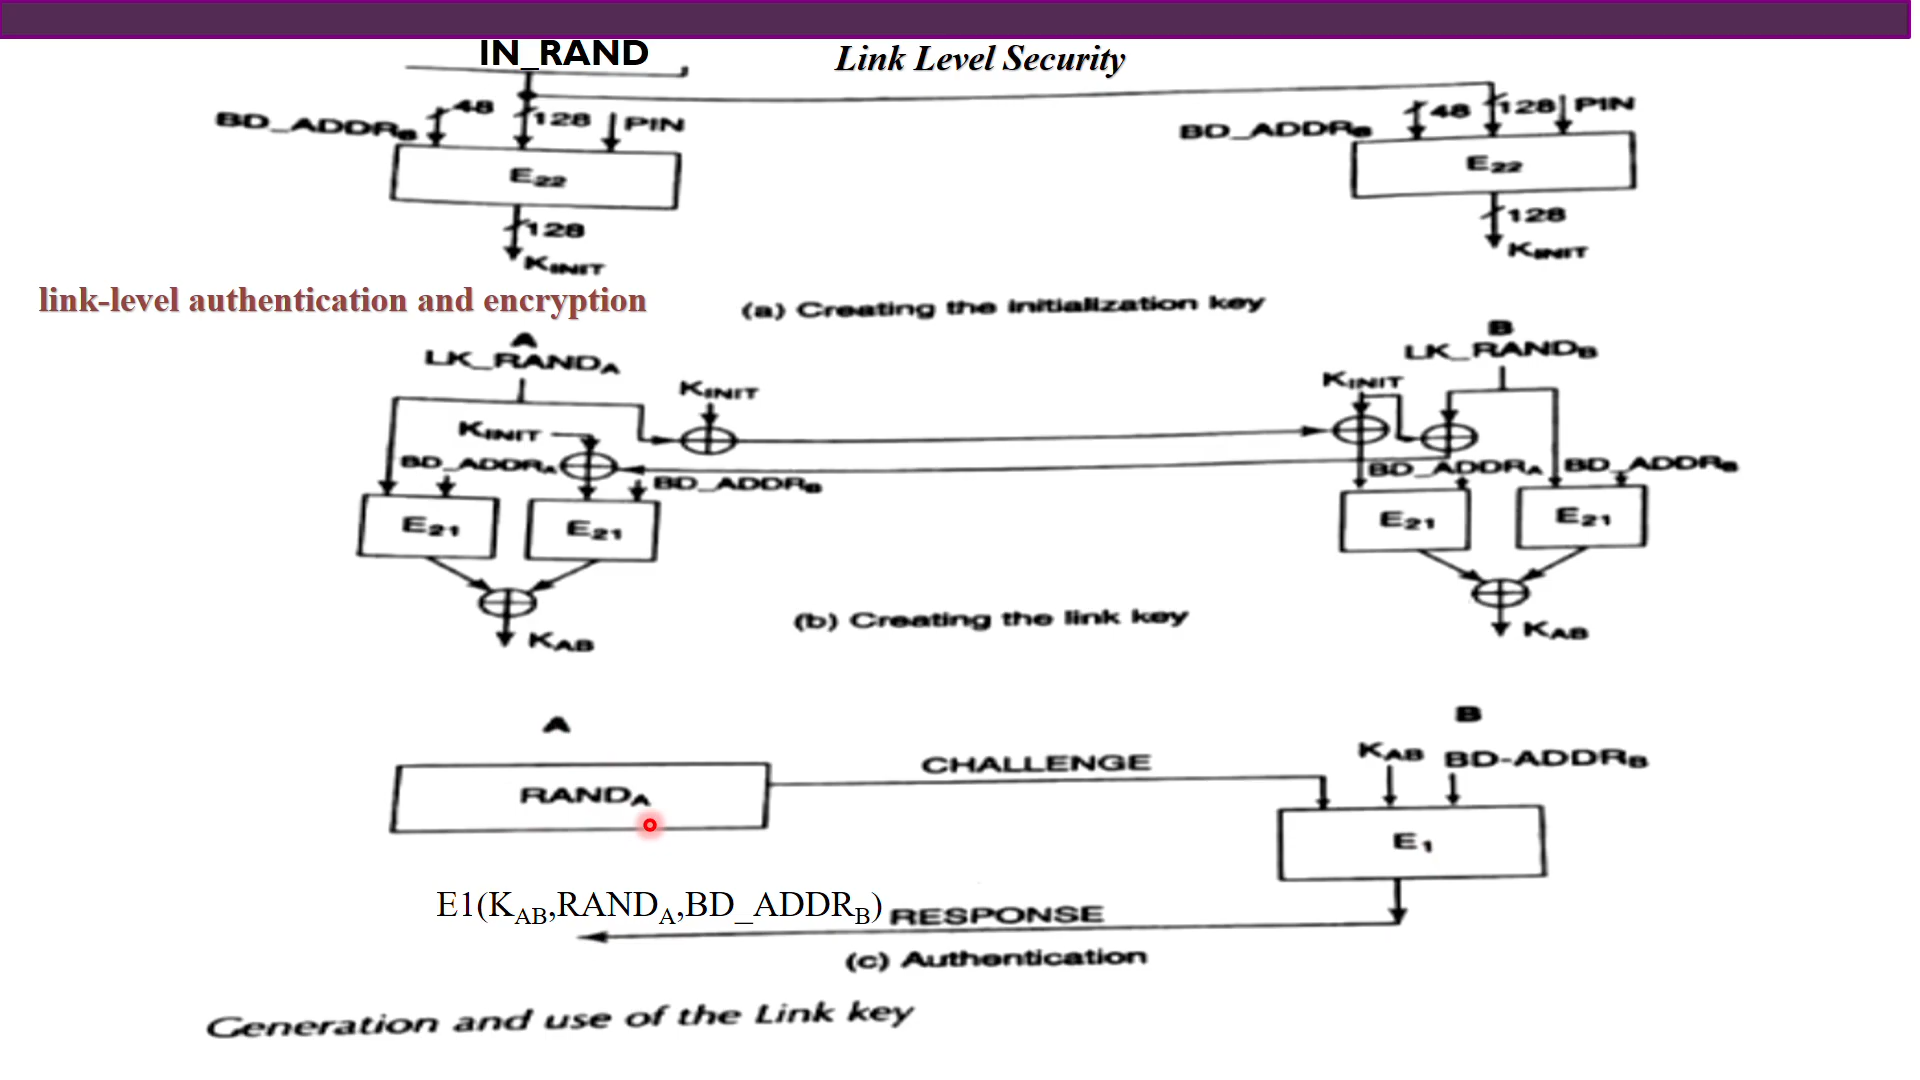 IN_RAND
Link Level Security
BD_ADDRB 48 128 PIN
BD_ADDRB 48 128 PIN
E22
E22
128
128
KINIT
KINIT
link-level authentication and encryption
(a) Creating the initialization key
A
B
LK_RANDA
LK_RANDB
KINIT
KINIT
KINIT
BD_ADDRA
BD_ADDRB
BD_ADDRA
BD_ADDRB
E21
E21
E21
E21
(b) Creating the link key
KAB
KAB
A
B
CHALLENGE
KAB BD-ADDRB
RANDA
E1
E1(KAB,RANDA,BD_ADDRB)
RESPONSE
(c) Authentication
Generation and use of the Link key